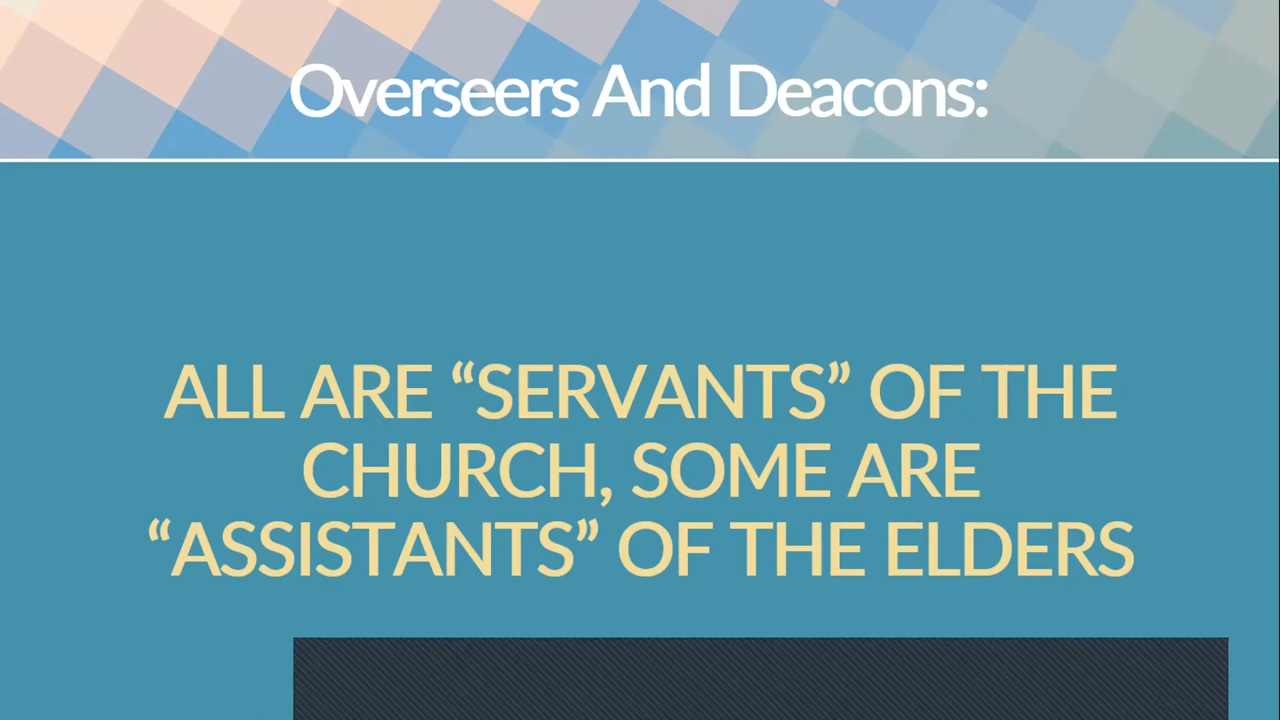 Overseers And Deacons:
ALL ARE “SERVANTS” OF THE
CHURCH, SOME ARE
“ASSISTANTS” OF THE ELDERS